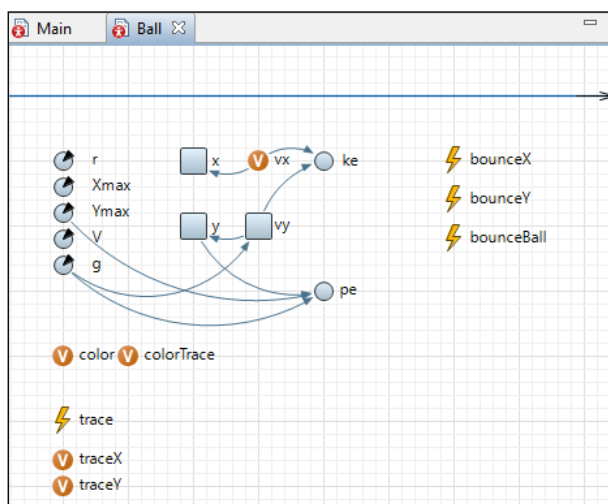 Main
Ball
r
x
vx
ke
bounceX
Xmax
Ymax
bounceY
y
vy
V
bounceBall
g
pe
color
colorTrace
trace
traceX
traceY